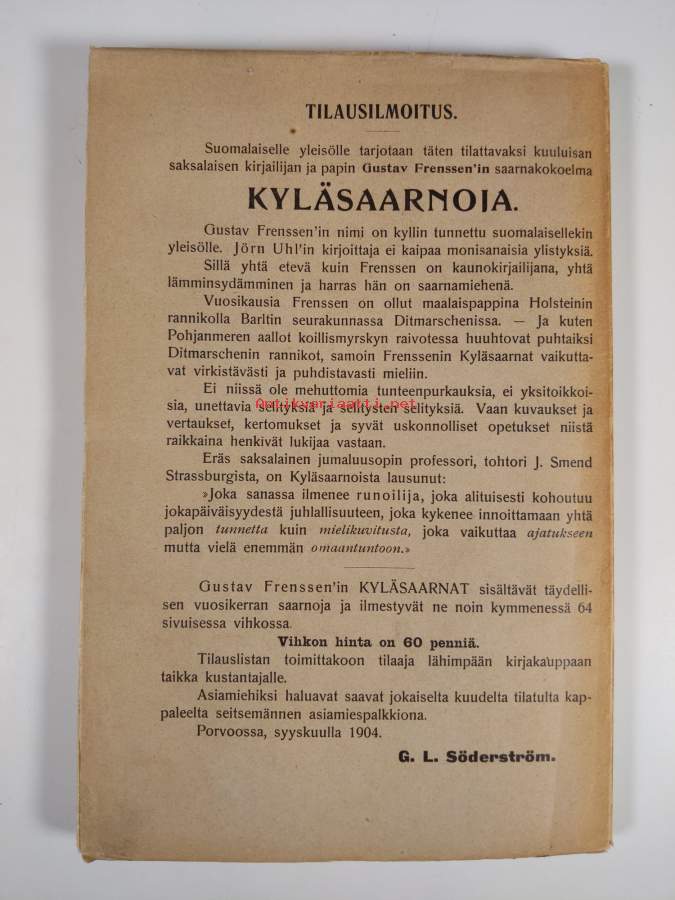 TILAUSILMOITUS.
Suomalaiselle yleisölle tarjotaan täten tilattavaksi kuuluisan
saksalaisen kirjailijan ja papin Gustav Frenssen'in saarnakokoelma
KYLÄSAARNOJA.
Gustav Frenssen'in nimi on kyllin tunnettu suomalaisellekin
yleisölle. Jörn Uhl'in kirjoittaja ei kaipaa monisanaisia ylistyksiä.
Sillä yhtä etevä kuin Frenssen on kaunokirjailijana, yhtä
lämminsydämminen ja harras hän on saarnamiehenä.
Vuosikausia Frenssen on ollut maalaispappina Holsteinin
rannikolla Barltin seurakunnassa Ditmarschenissa. — Ja kuten
Pohjanmeren aallot koillismyrskyn raivotessa huuhtovat puhtaiksi
Ditmarschenin rannikot, samoin Frenssenin Kyläsaarnat vaikutta-
vat virkistävästi ja puhdistavasti mieliin.
Ei niissä ole mehuttomia tunteenpurkauksia, ei yksitoikkoi-
sia, unettavia selityksiä ja selitysten selityksiä. Vaan kuvaukset ja
Antikvariaatti.net
vertaukset, kertomukset ja syvät uskonnolliset opetukset niistä
raikkaina henkivät lukijaa vastaan.
Eräs saksalainen jumaluusopin professori, tohtori J. Smend
Strassburgista, on Kyläsaarnoista lausunut:
»Joka sanassa ilmenee runoilija, joka alituisesti kohoutuu
jokapäiväisyydestä juhlallisuuteen, joka kykenee innoittamaan yhtä
paljon tunnetta kuin mielikuvitusta, joka vaikuttaa ajatukseen
mutta vielä enemmän omaantuntoon.»
Gustav Frenssen'in KYLÄSAARNAT sisältävät täydelli-
sen vuosikerran saarnoja ja ilmestyvät ne noin kymmenessä 64
sivuisessa vihkossa.
Vihkon hinta on 60 penniä.
Tilauslistan toimittakoon tilaaja lähimpään kirjakauppaan
taikka kustantajalle.
Asiamiehiksi haluavat saavat jokaiselta kuudelta tilatulta kap-
paleelta seitsemännen asiamiespalkkiona.
Porvoossa, syyskuulla 1904.
G. L. Söderström.